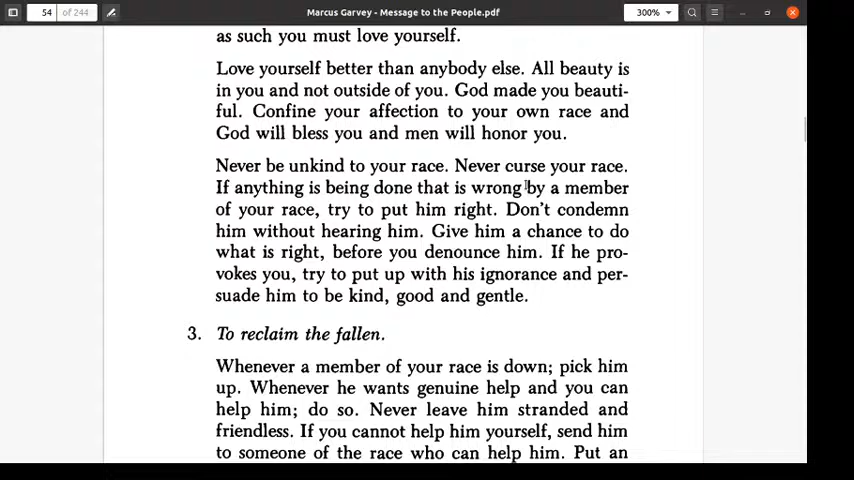 54 of 244
Marcus Garvey - Message to the People.pdf
300%
as such you must love yourself.
Love yourself better than anybody else. All beauty is
in you and not outside of you. God made you beauti-
ful. Confine your affection to your own race and
God will bless you and men will honor you.
Never be unkind to your race. Never curse your race.
If anything is being done that is wrong by a member
of your race, try to put him right. Don't condemn
him without hearing him. Give him a chance to do
what is right, before you denounce him. If he pro-
vokes you, try to put up with his ignorance and per-
suade him to be kind, good and gentle.
3. To reclaim the fallen.
Whenever a member of your race is down; pick him
up. Whenever he wants genuine help and you can
help him; do so. Never leave him stranded and
friendless. If you cannot help him yourself, send him
to someone of the race who can help him. Put an